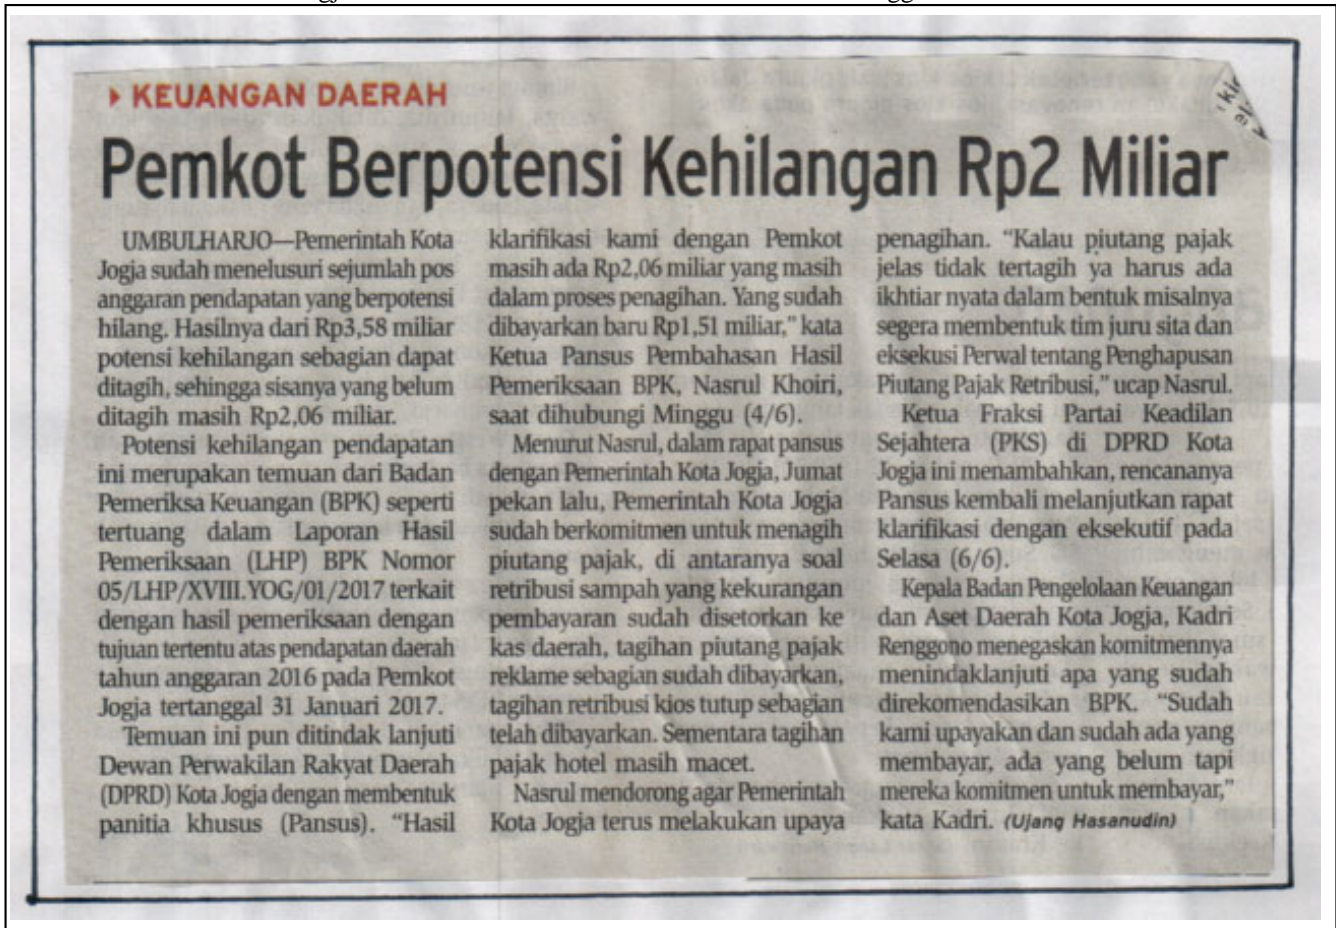 KEUANGAN DAERAH
Pemkot Berpotensi Kehilangan Rp2 Miliar
UMBULHARJO—Pemerintah Kota
Jogja sudah menelusuri sejumlah pos
anggaran pendapatan yang berpotensi
hilang. Hasilnya dari Rp3,58 miliar
potensi kehilangan sebagian dapat
ditagih, sehingga sisanya yang belum
ditagih masih Rp2,06 miliar.
Potensi kehilangan pendapatan
ini merupakan temuan dari Badan
Pemeriksa Keuangan (BPK) seperti
tertuang dalam Laporan Hasil
Pemeriksaan (LHP) BPK Nomor
05/LHP/XVIII.YOG/01/2017 terkait
dengan hasil pemeriksaan dengan
tujuan tertentu atas pendapatan daerah
tahun anggaran 2016 pada Pemkot
Jogja tertanggal 31 Januari 2017.
Temuan ini pun ditindak lanjuti
Dewan Perwakilan Rakyat Daerah
(DPRD) Kota Jogja dengan membentuk
panitia khusus (Pansus). “Hasil
klarifikasi kami dengan Pemkot
masih ada Rp2,06 miliar yang masih
dalam proses penagihan. Yang sudah
dibayarkan baru Rp1,51 miliar,” kata
Ketua Pansus Pembahasan Hasil
Pemeriksaan BPK, Nasrul Khoiri,
saat dihubungi Minggu (4/6).
Menurut Nasrul, dalam rapat pansus
dengan Pemerintah Kota Jogja, Jumat
pekan lalu, Pemerintah Kota Jogja
sudah berkomitmen untuk menagih
piutang pajak, di antaranya soal
retribusi sampah yang kekurangan
pembayaran sudah disetorkan ke
kas daerah, tagihan piutang pajak
reklame sebagian sudah dibayarkan,
tagihan retribusi kios tutup sebagian
telah dibayarkan. Sementara tagihan
pajak hotel masih macet.
Nasrul mendorong agar Pemerintah
Kota Jogja terus melakukan upaya
penagihan. “Kalau piutang pajak
jelas tidak tertagih ya harus ada
ikhtiar nyata dalam bentuk misalnya
segera membentuk tim juru sita dan
eksekusi Perwal tentang Penghapusan
Piutang Pajak Retribusi,” ucap Nasrul.
Ketua Fraksi Partai Keadilan
Sejahtera (PKS) di DPRD Kota
Jogja ini menambahkan, rencananya
Pansus kembali melanjutkan rapat
klarifikasi dengan eksekutif pada
Selasa (6/6).
Kepala Badan Pengelolaan Keuangan
dan Aset Daerah Kota Jogja, Kadri
Renggono menegaskan komitmennya
menindaklanjuti apa yang sudah
direkomendasikan BPK. “Sudah
kami upayakan dan sudah ada yang
membayar, ada yang belum tapi
mereka komitmen untuk membayar,”
kata Kadri. (Ujang Hasanudin)